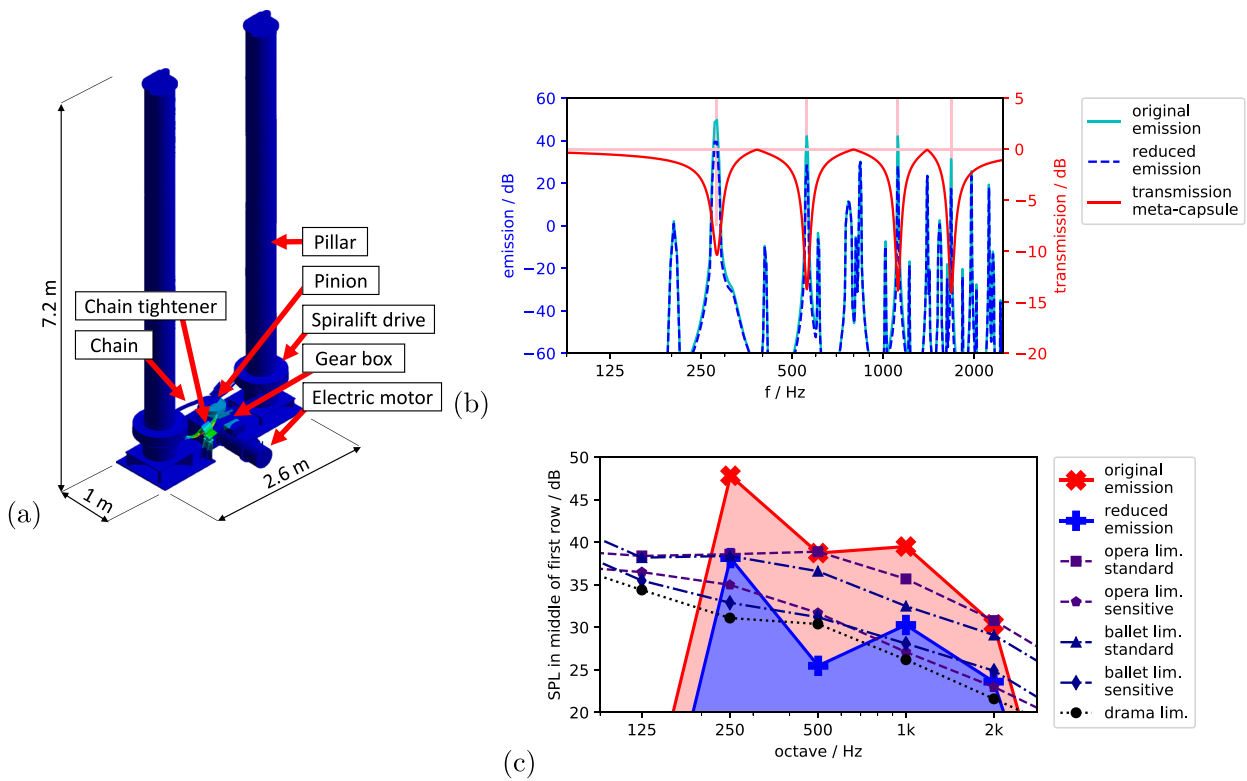 Pillar
Pinion
Chain tightener
Spiralift drive
Chain
Gear box
Electric motor
7.2 m
1 m
2.6 m
(a)
60
40
20
0
−20
−40
−60
emission / dB
5
0
−5
−10
−15
−20
transmission / dB
125
250
500
1000
2000
f / Hz
original
emission
reduced
emission
transmission
meta-capsule
(b)
50
45
40
35
30
25
20
SPL in middle of first row / dB
125
250
500
1k
2k
octave / Hz
original
emission
reduced
emission
opera lim.
standard
opera lim.
sensitive
ballet lim.
standard
ballet lim.
sensitive
drama lim.
(c)